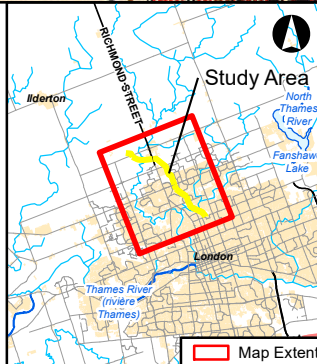 RICHMOND STREET
Ilderton
Study Area
North
Thames
River
Fanshawe
Lake
London
Thames River
(rivière
Thames)
Map Extent